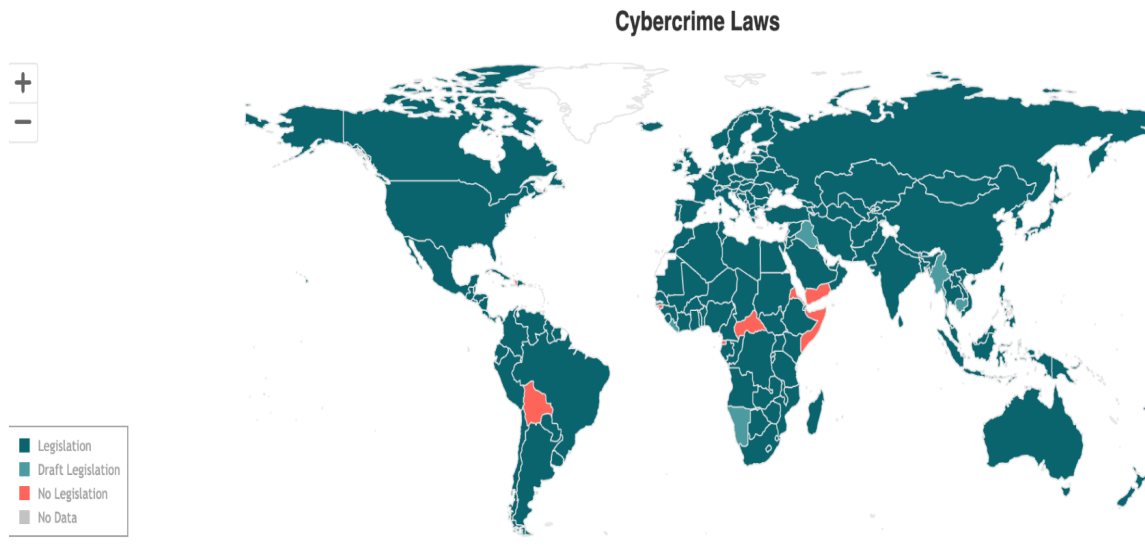 Cybercrime Laws
+
−
Legislation
Draft Legislation
No Legislation
No Data